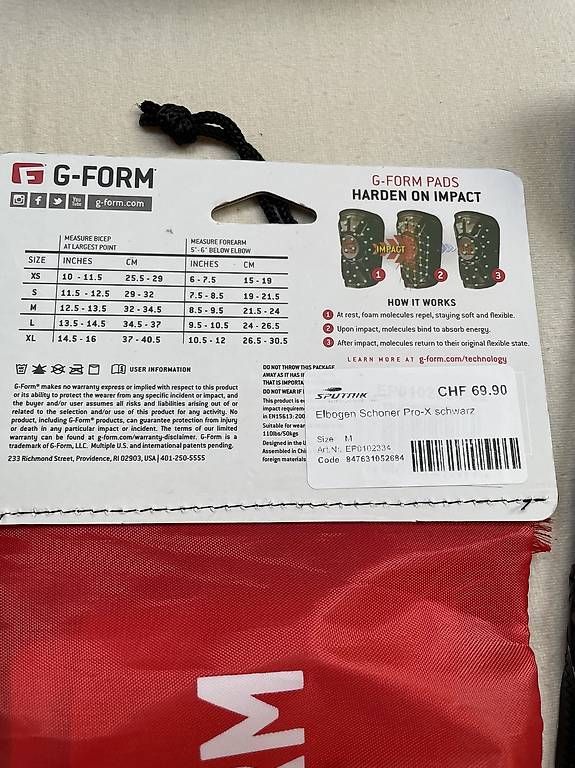 G-FORM
You Tube
g-form.com
G-FORM PADS
HARDEN ON IMPACT
MEASURE BICEP
AT LARGEST POINT
MEASURE FOREARM
5"- 6" BELOW ELBOW
SIZE INCHES CM INCHES CM
XS 10 - 11.5 25.5 - 29 6 - 7.5 15 - 19
S 11.5 - 12.5 29 - 32 7.5 - 8.5 19 - 21.5
M 12.5 - 13.5 32 - 34.5 8.5 - 9.5 21.5 - 24
L 13.5 - 14.5 34.5 - 37 9.5 - 10.5 24 - 26.5
XL 14.5 - 16 37 - 40.5 10.5 - 12 26.5 - 30.5
IMPACT
1 2 3
HOW IT WORKS
1 At rest, foam molecules repel, staying soft and flexible.
2 Upon impact, molecules bind to absorb energy.
3 After impact, molecules return to their original flexible state.
LEARN MORE AT g-form.com/technology
USER INFORMATION
G-Form® makes no warranty express or implied with respect to this product
or its ability to protect the wearer from any specific incident or impact, and
the buyer and/or user assumes all risks and liabilities arising out of or
related to the selection and/or use of this product for any activity. No
product, including G-Form® products, can guarantee protection from injury
or death in any particular impact or incident. The terms of our limited
warranty can be found at g-form.com/warranty-disclaimer. G-Form is a
trademark of G-Form, LLC. Multiple U.S. and international patents pending.
233 Richmond Street, Providence, RI 02903, USA | 401-250-5555
DO NOT THROW THIS PACKAGE
AWAY AS IT HAS
THAT IS IMPORTA
DO NOT WEAR IF
This product is
impact requirem
in EN15613: 200
Suitable for wea
110lbs/50kgs
Designed in the
Assembled in Chi
foreign materials
SPUTNIK
CHF 69.90
Elbogen Schoner Pro-X schwarz
Size M
Art.Nr. EP0102334
Code 847631052684
RM